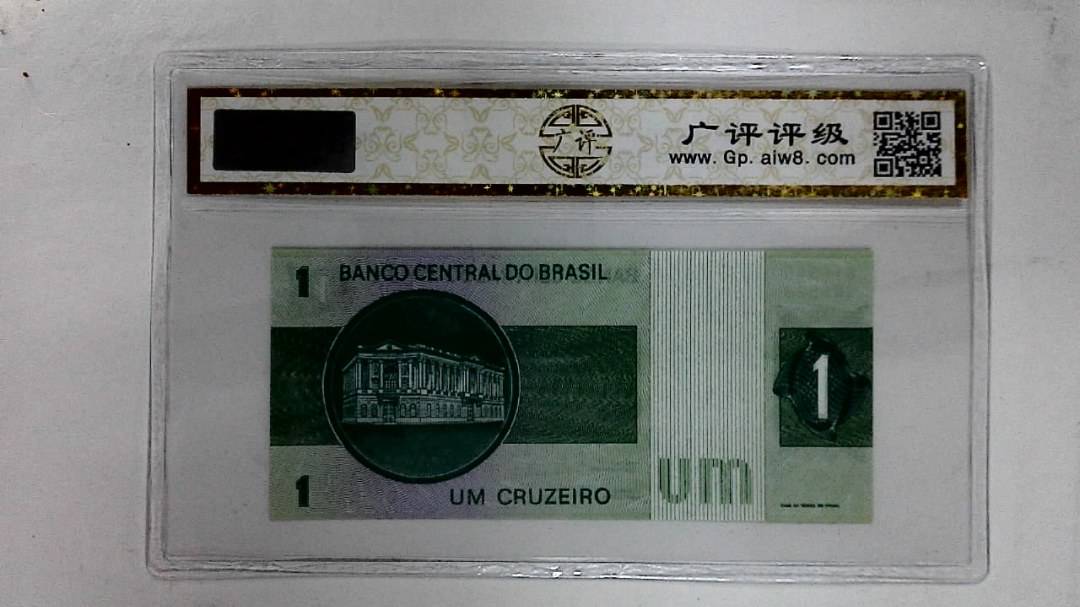 广评
广评评级
www. Gp. aiw8. com
1
BANCO CENTRAL DO BRASIL
1
1
UM CRUZEIRO
um